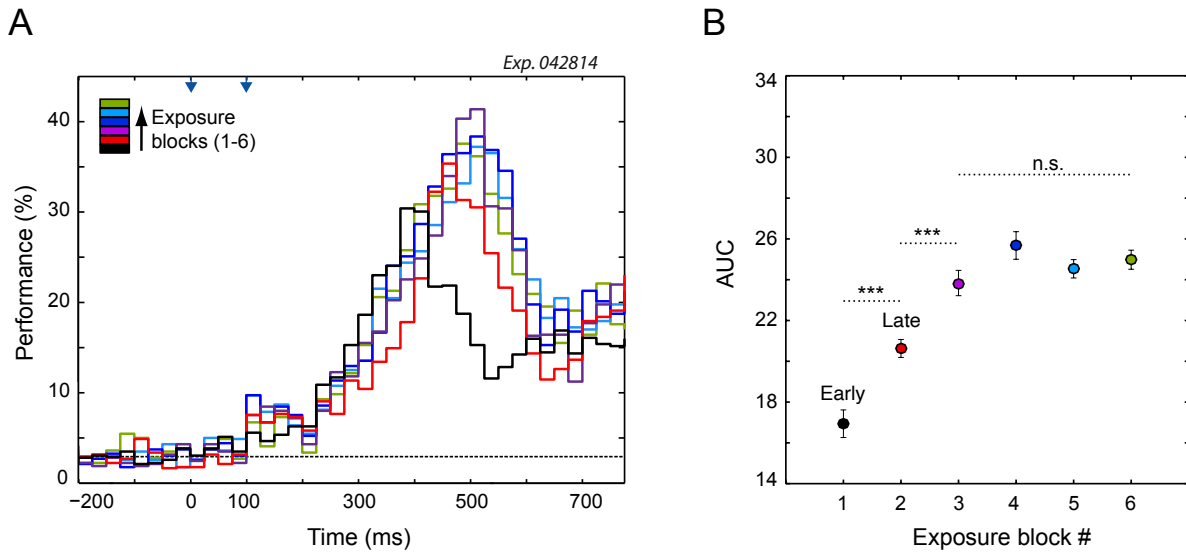 A
Exp. 042814
Exposure
blocks (1-6)
Performance (%)
40
30
20
10
0
−200
0
100
300
500
700
Time (ms)
B
34
30
26
22
18
14
AUC
n.s.
***
***
Late
Early
1 2 3 4 5 6
Exposure block #